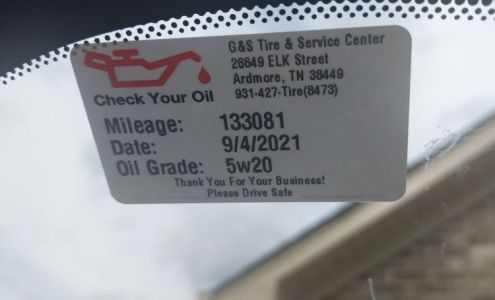 G&S Tire & Service Center
26649 ELK Street
Ardmore, TN 38449
931-427-Tire(8473)
Check Your Oil
Mileage: 133081
Date: 9/4/2021
Oil Grade: 5w20
Thank You For Your Business!
Please Drive Safe